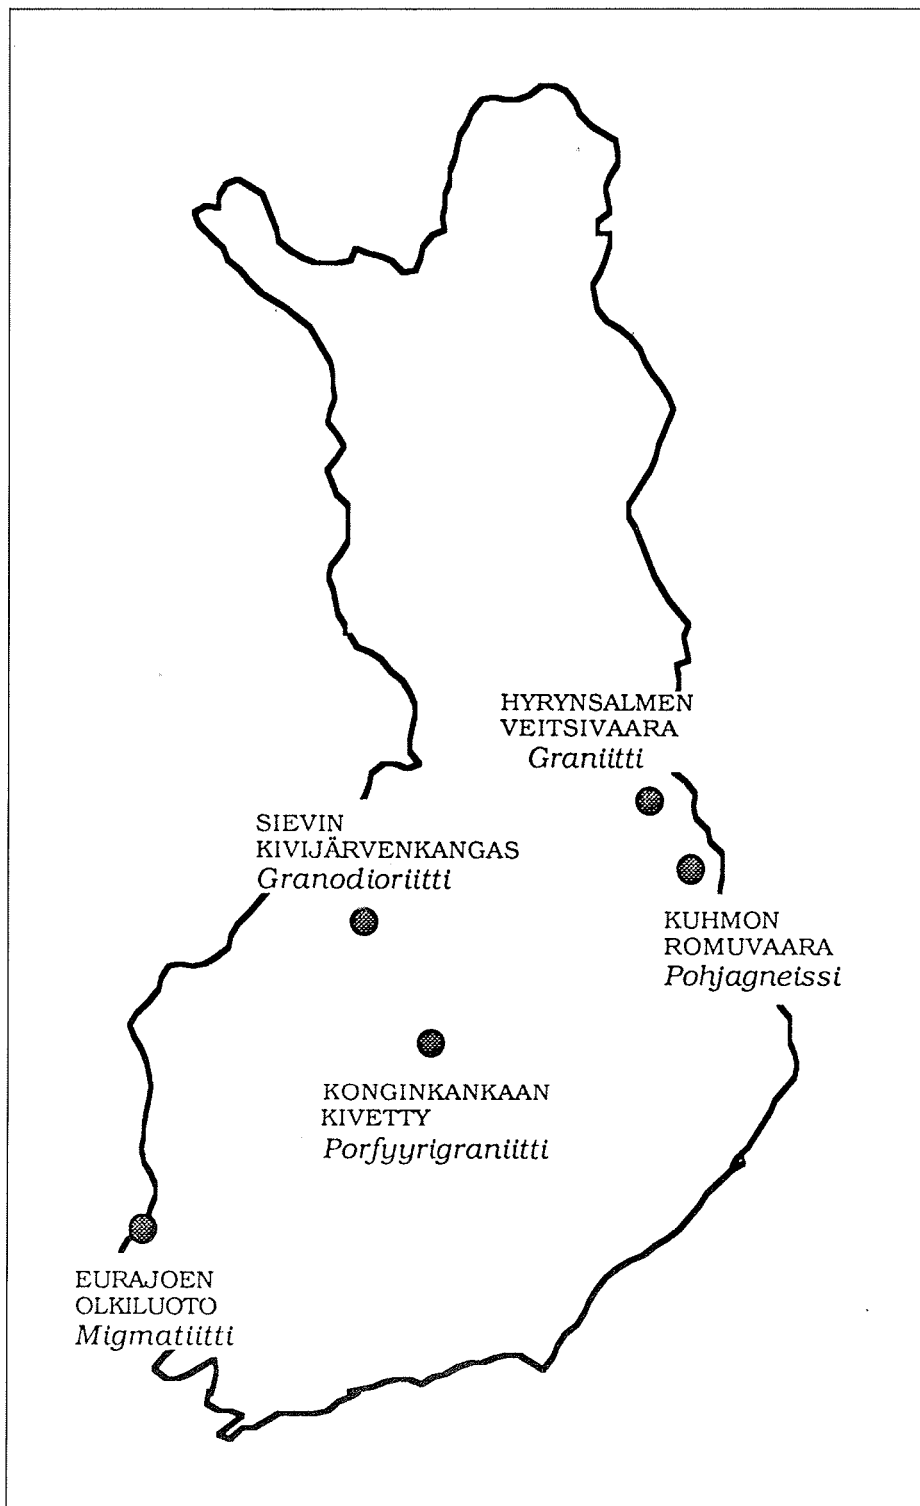 HYRYNSALMEN
VEITSIVAARA
Graniitti
SIEVIN
KIVIJÄRVENKANGAS
Granodioriitti
KUHMON
ROMUVAARA
Pohjagneissi
KONGINKANKAAN
KIVETTY
Porfyyrigraniitti
EURAJOEN
OLKILUOTO
Migmatiitti